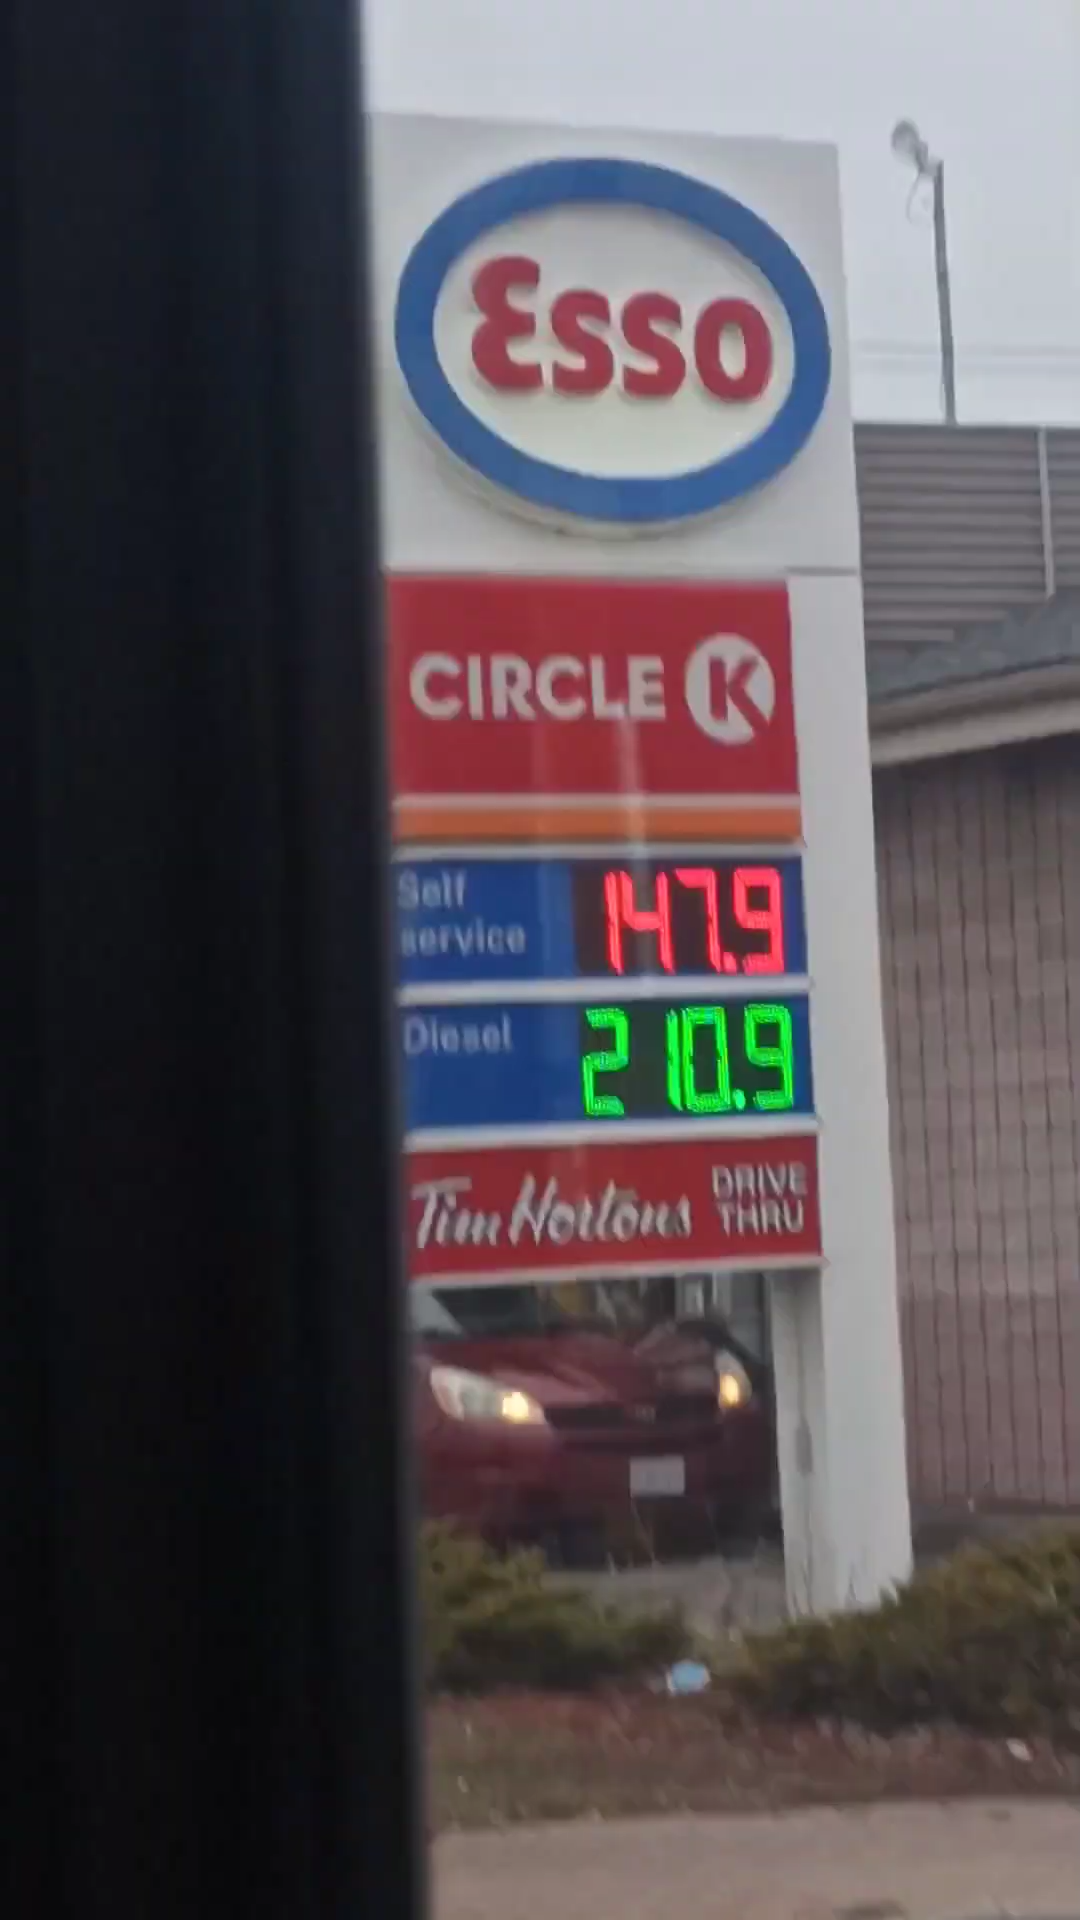 Esso
CIRCLE K
Self
service
147.9
Diesel
210.9
Tim Hortons
DRIVE
THRU